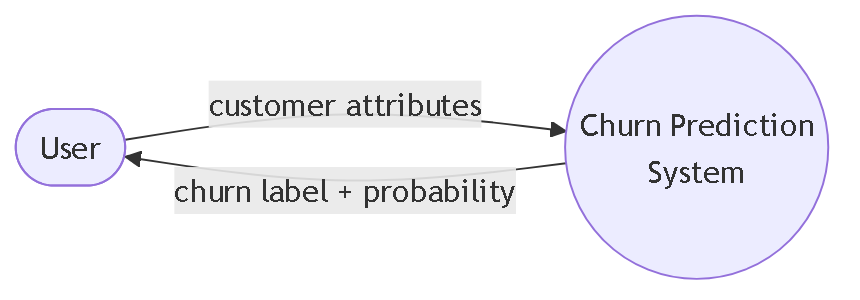 customer attributes
User
Churn Prediction
System
churn label + probability